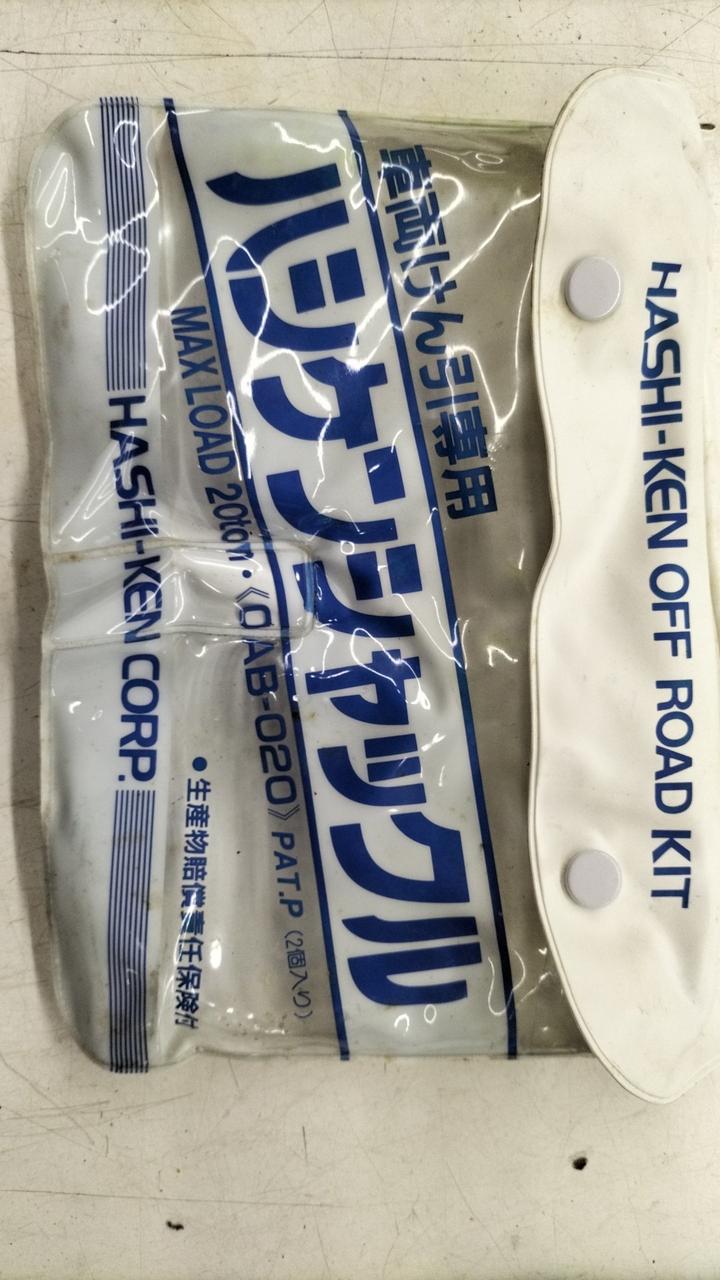 HASHI-KEN OFF ROAD KIT
車両けん引専用
ハシケンシャックル
MAX LOAD 20ton・《OAB-020》PAT.P（2個入り）
●生産物賠償責任保険付
HASHI-KEN CORP.